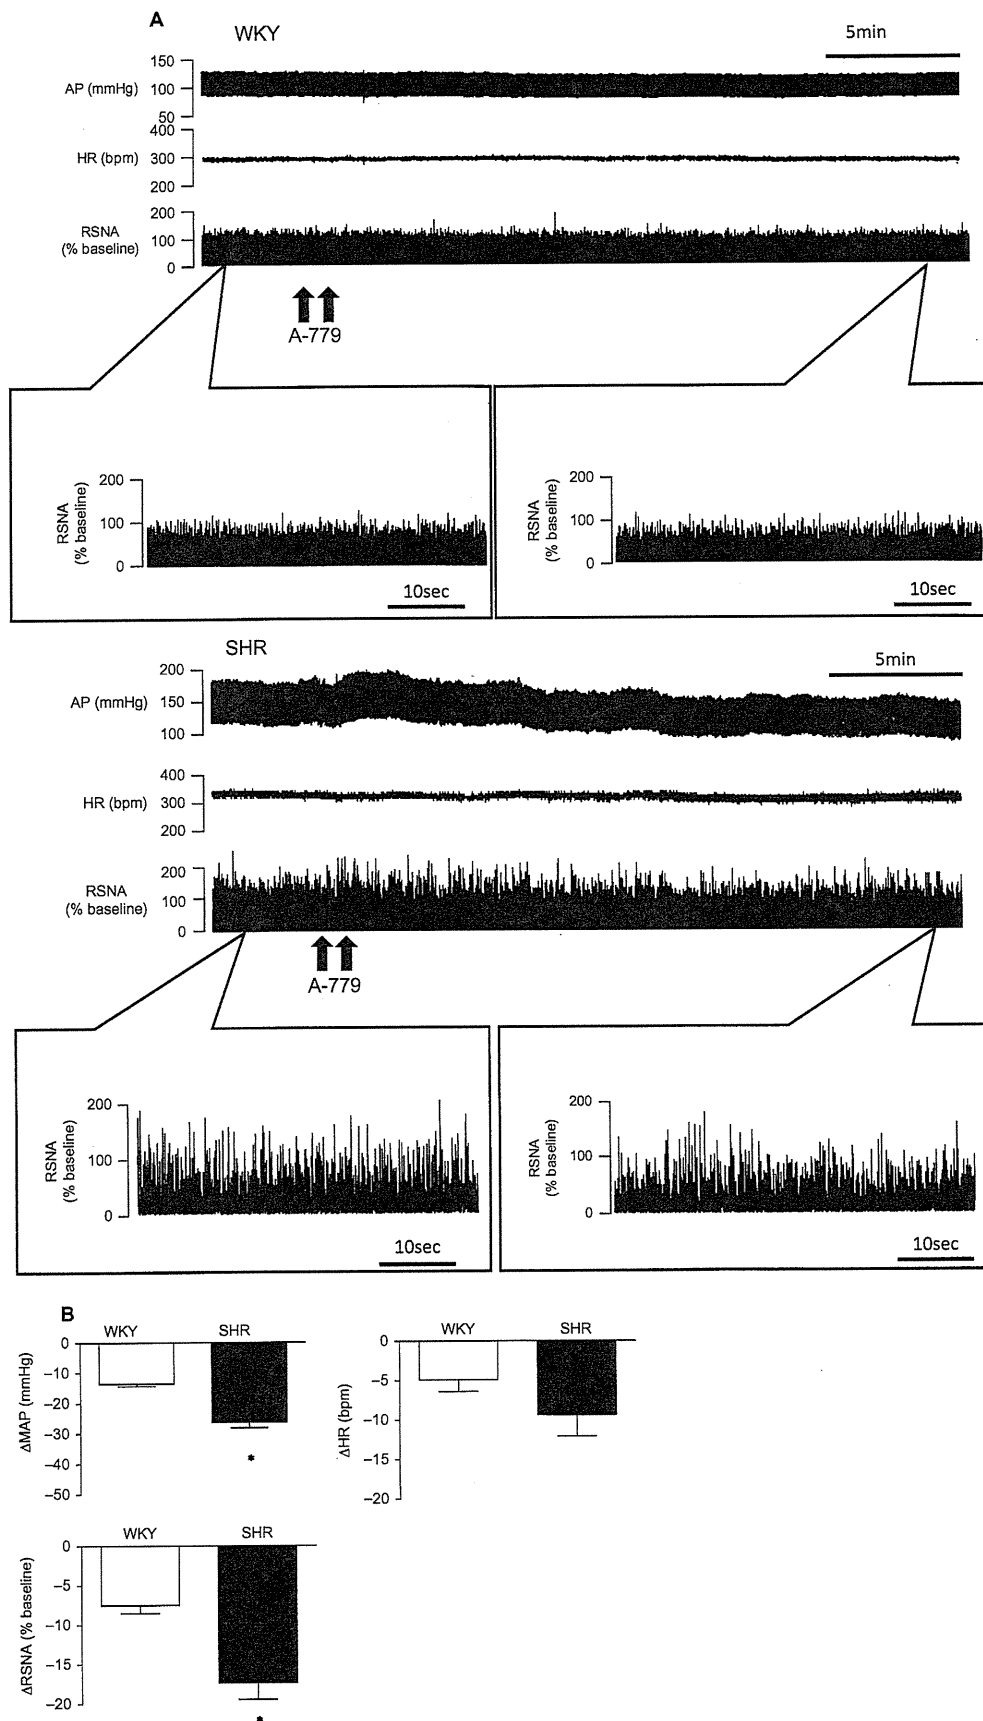 A
WKY
5min
AP (mmHg)
150
100
50
HR (bpm)
400
300
200
RSNA
(% baseline)
200
100
0
A-779
RSNA
(% baseline)
200
100
0
10sec
RSNA
(% baseline)
200
100
0
10sec
SHR
5min
AP (mmHg)
200
150
100
HR (bpm)
400
300
200
RSNA
(% baseline)
200
100
0
A-779
RSNA
(% baseline)
200
100
0
10sec
RSNA
(% baseline)
200
100
0
10sec
B
WKY SHR
ΔMAP (mmHg)
0
–10
–20
–30
–40
–50
*
WKY SHR
ΔHR (bpm)
0
–5
–10
–15
–20
WKY SHR
ΔRSNA (% baseline)
0
–5
–10
–15
–20
*